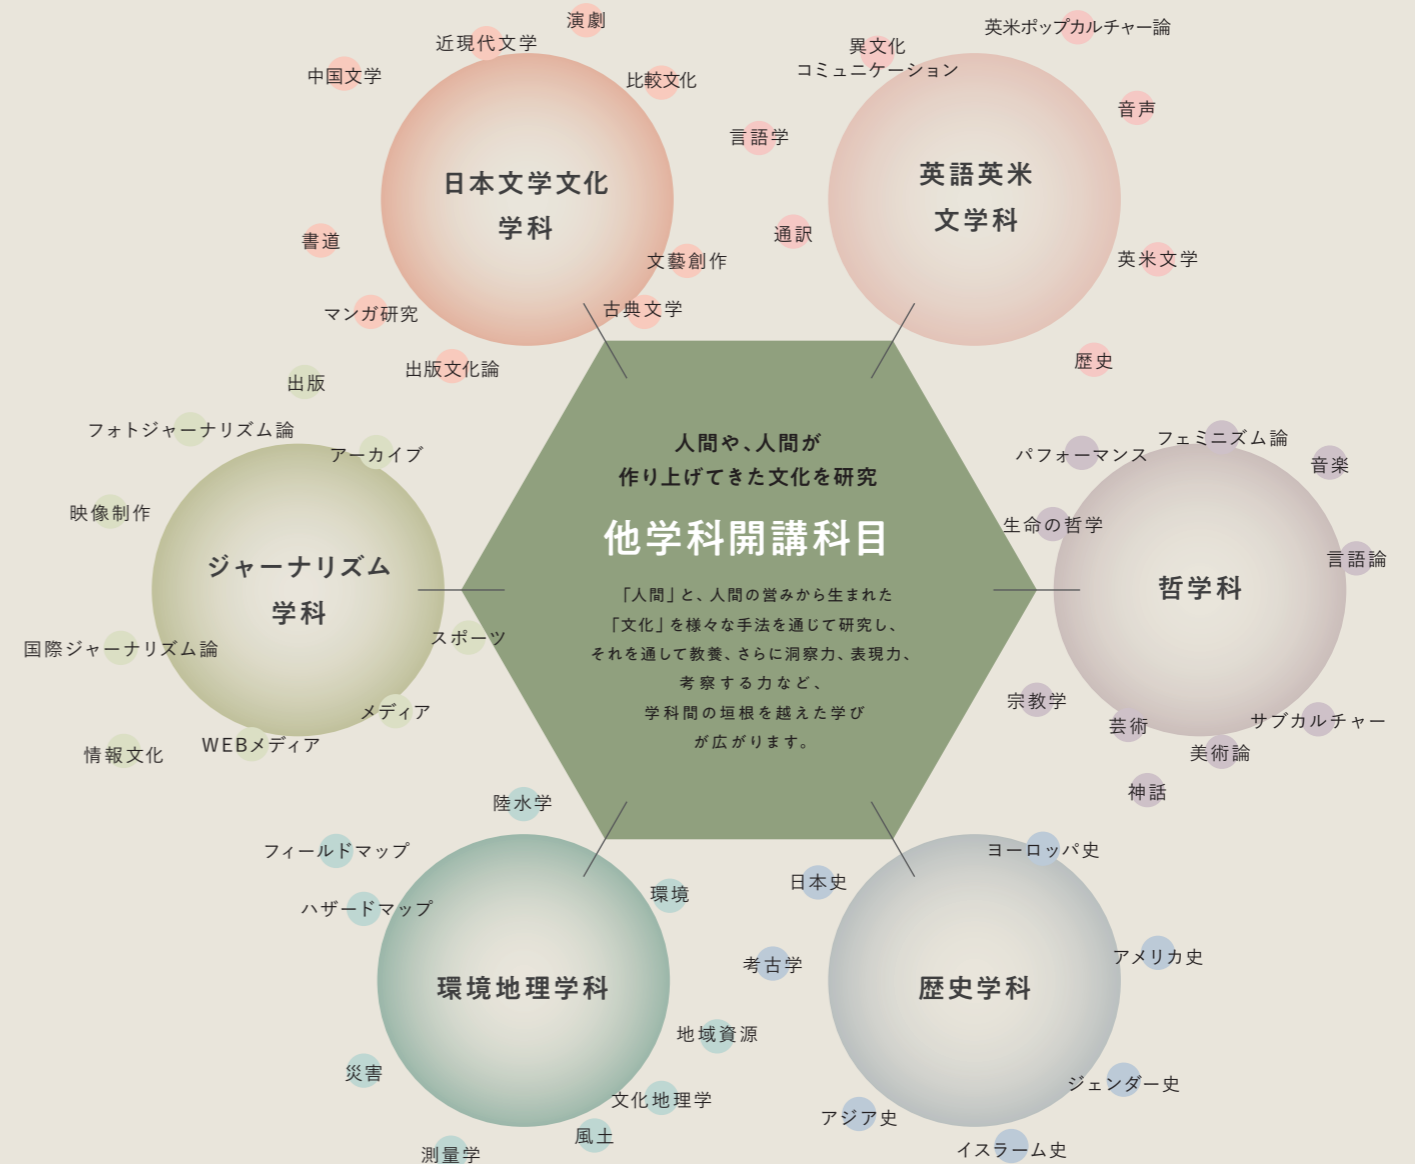 演劇
近現代文学
中国文学
比較文化
日本文学文化
学科
書道
文藝創作
マンガ研究
古典文学
出版文化論
英米ポップカルチャー論
異文化
コミュニケーション
音声
言語学
英語英米
文学科
通訳
英米文学
歴史
出版
フォトジャーナリズム論
アーカイブ
映像制作
ジャーナリズム
学科
国際ジャーナリズム論
スポーツ
メディア
WEBメディア
情報文化
人間や、人間が
作り上げてきた文化を研究
他学科開講科目
「人間」と、人間の営みから生まれた
「文化」を様々な手法を通じて研究し、
それを通して教養、さらに洞察力、表現力、
考察する力など、
学科間の垣根を越えた学び
が広がります。
フェミニズム論
パフォーマンス
音楽
生命の哲学
言語論
哲学科
宗教学
芸術
サブカルチャー
美術論
神話
陸水学
フィールドマップ
ハザードマップ
環境
環境地理学科
地域資源
災害
文化地理学
風土
測量学
ヨーロッパ史
日本史
考古学
アメリカ史
歴史学科
ジェンダー史
アジア史
イスラーム史